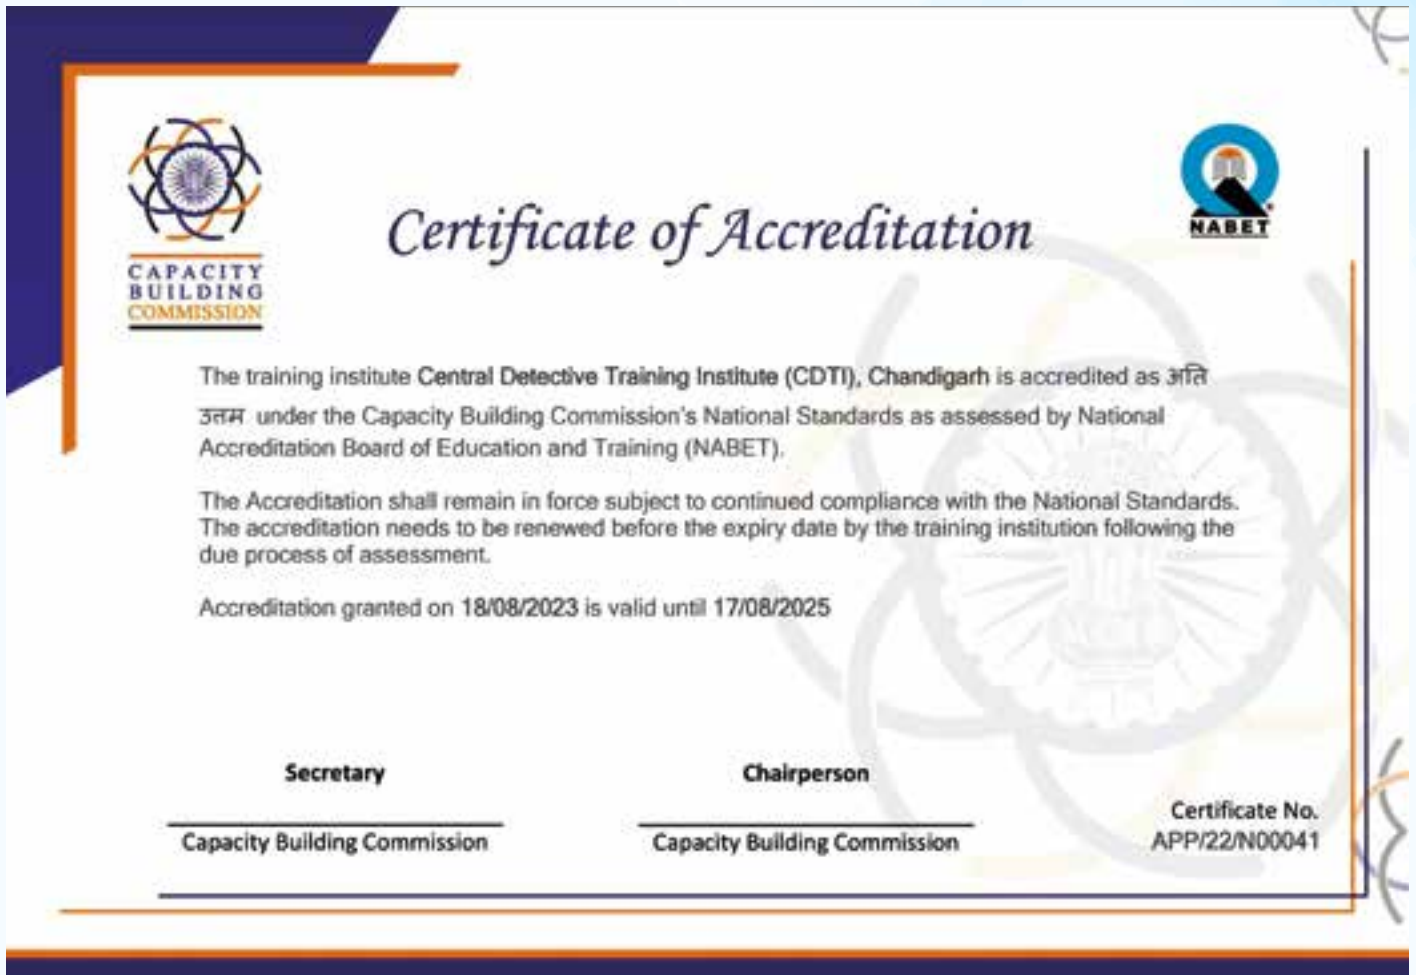 CAPACITY
BUILDING
COMMISSION
NABET
Certificate of Accreditation
The training institute Central Detective Training Institute (CDTI), Chandigarh is accredited as अति
उत्तम under the Capacity Building Commission's National Standards as assessed by National
Accreditation Board of Education and Training (NABET).
The Accreditation shall remain in force subject to continued compliance with the National Standards.
The accreditation needs to be renewed before the expiry date by the training institution following the
due process of assessment.
Accreditation granted on 18/08/2023 is valid until 17/08/2025
Secretary
Capacity Building Commission
Chairperson
Capacity Building Commission
Certificate No.
APP/22/N00041